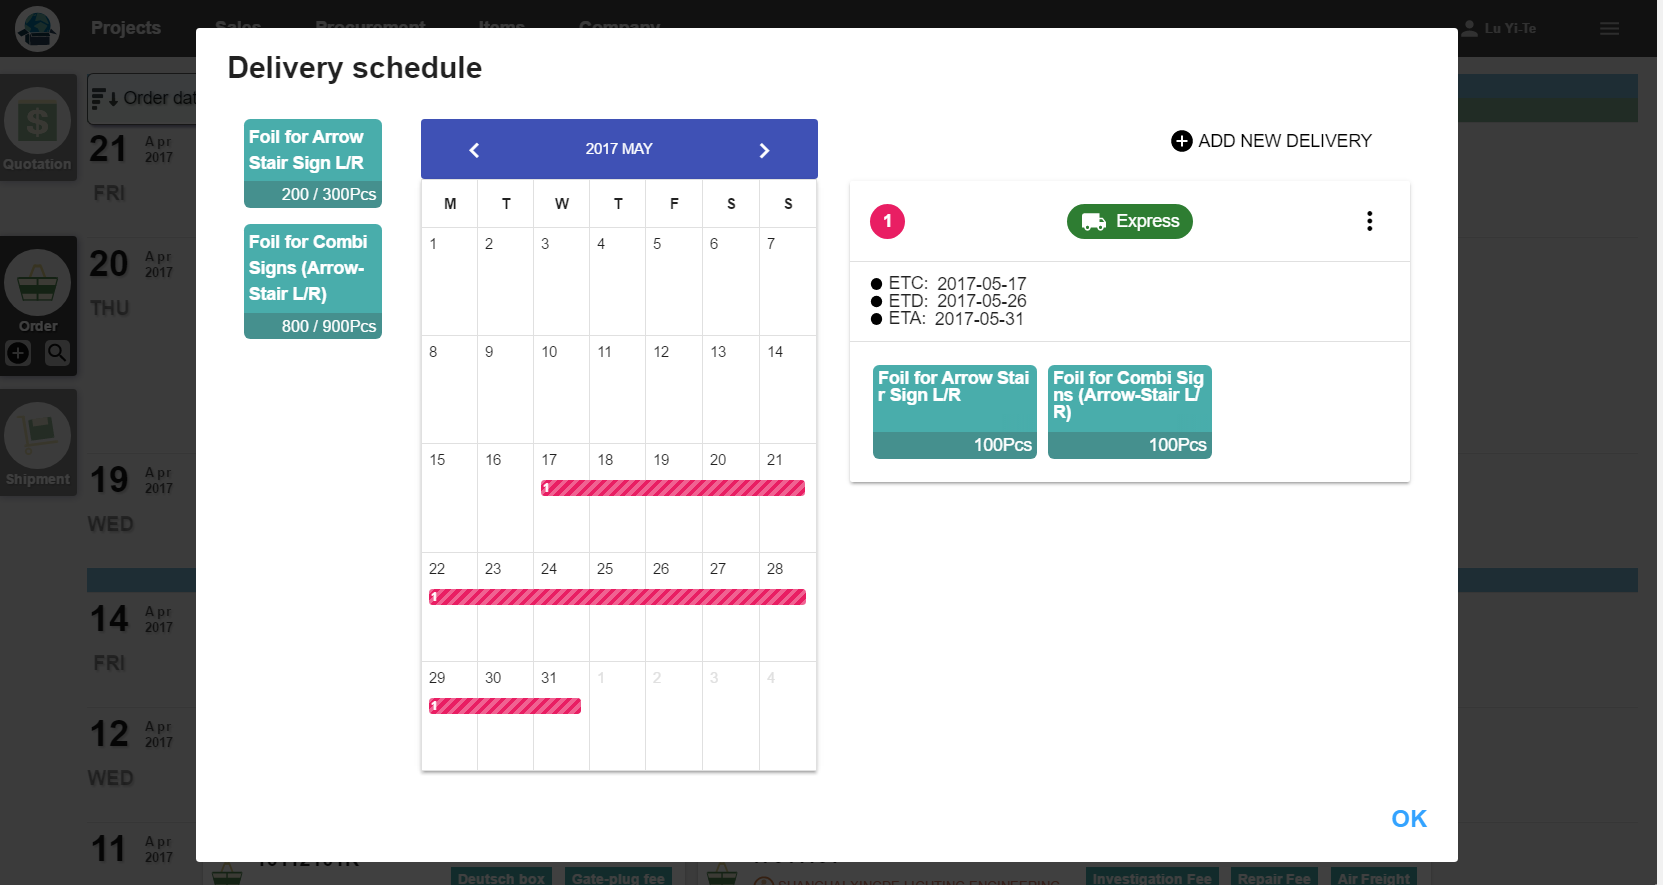 Projects
Sales
Procurement
Items
Company
Lu Yi-Te
Quotation
Order
Shipment
Order dat
21 Apr 2017
FRI
20 Apr 2017
THU
19 Apr 2017
WED
14 Apr 2017
FRI
12 Apr 2017
WED
11 Apr 2017
Delivery schedule
Foil for Arrow
Stair Sign L/R
200 / 300Pcs
Foil for Combi
Signs (Arrow-
Stair L/R)
800 / 900Pcs
2017 MAY
M T W T F S S
1 2 3 4 5 6 7
8 9 10 11 12 13 14
15 16 17 18 19 20 21
1
22 23 24 25 26 27 28
1
29 30 31 1 2 3 4
1
ADD NEW DELIVERY
1
Express
ETC: 2017-05-17
ETD: 2017-05-26
ETA: 2017-05-31
Foil for Arrow Stai
r Sign L/R
100Pcs
Foil for Combi Sig
ns (Arrow-Stair L/
R)
100Pcs
OK
Deutsch box
Gate-plug fee
SHANGHAI XINGDE LIGHTING ENGINEERING
Investigation Fee
Repair Fee
Air Freight